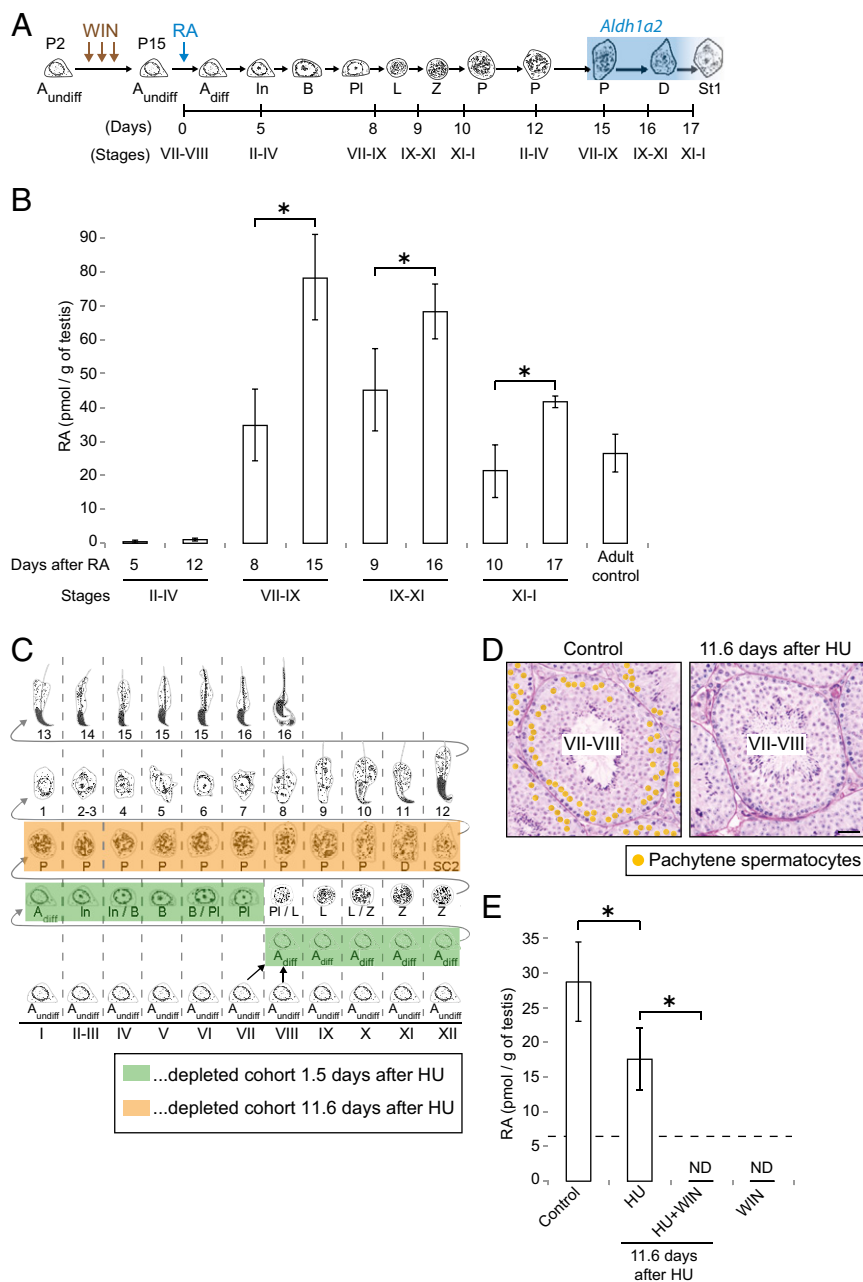 A
Aldh1a2
P2 WIN P15 RA
Aundiff Aundiff Adiff In B Pl L Z P P P D St1
(Days) 0 5 8 9 10 12 15 16 17
(Stages) VII-VIII II-IV VII-IX IX-XI XI-I II-IV VII-IX IX-XI XI-I
B
RA (pmol / g of testis)
90
80
70
60
50
40
30
20
10
0
* * *
Days after RA 5 12 8 15 9 16 10 17 Adult control
Stages II-IV VII-IX IX-XI XI-I
C
13 14 15 15 15 16 16
1 2-3 4 5 6 7 8 9 10 11 12
P P P P P P P P P D SC2
Adiff In In / B B B / Pl Pl Pl / L L L / Z Z Z
Adiff Adiff Adiff Adiff Adiff
Aundiff Aundiff Aundiff Aundiff Aundiff Aundiff Aundiff Aundiff Aundiff Aundiff Aundiff
I II-III IV V VI VII VIII IX X XI XII
...depleted cohort 1.5 days after HU
...depleted cohort 11.6 days after HU
D
Control 11.6 days after HU
VII-VIII VII-VIII
Pachytene spermatocytes
E
RA (pmol / g of testis)
35
30
25
20
15
10
5
0
* *
ND ND
Control HU HU+WIN WIN
11.6 days
after HU